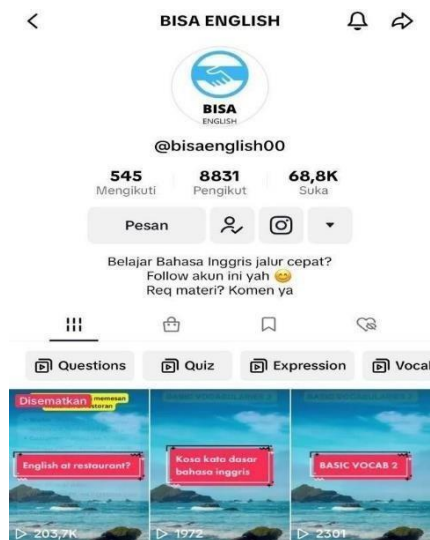 BISA ENGLISH
BISA
ENGLISH
@bisaenglish00
545 8831 68,8K
Mengikuti Pengikut Suka
Pesan
Belajar Bahasa Inggris jalur cepat?
Follow akun ini yah 😊
Req materi? Komen ya
Questions Quiz Expression Vocal
Disematkan memesan
English at restaurant?
Kosa kata dasar
bahasa inggris
BASIC VOCAB 2
203,7K 1972 2301